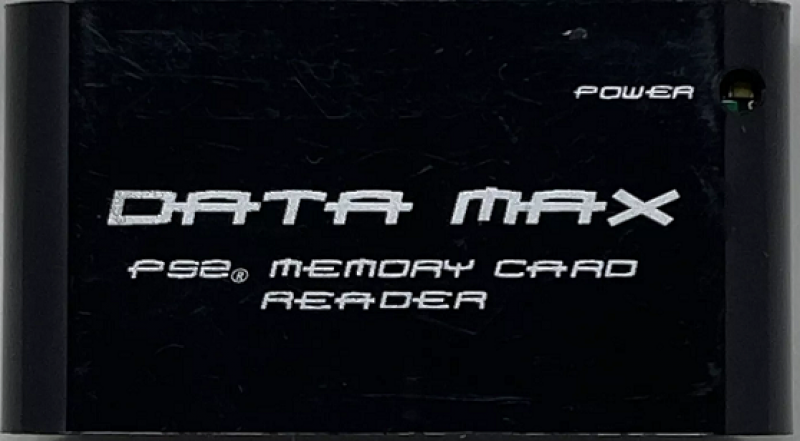 POWER
DATA MAX
PS2® MEMORY CARD
READER